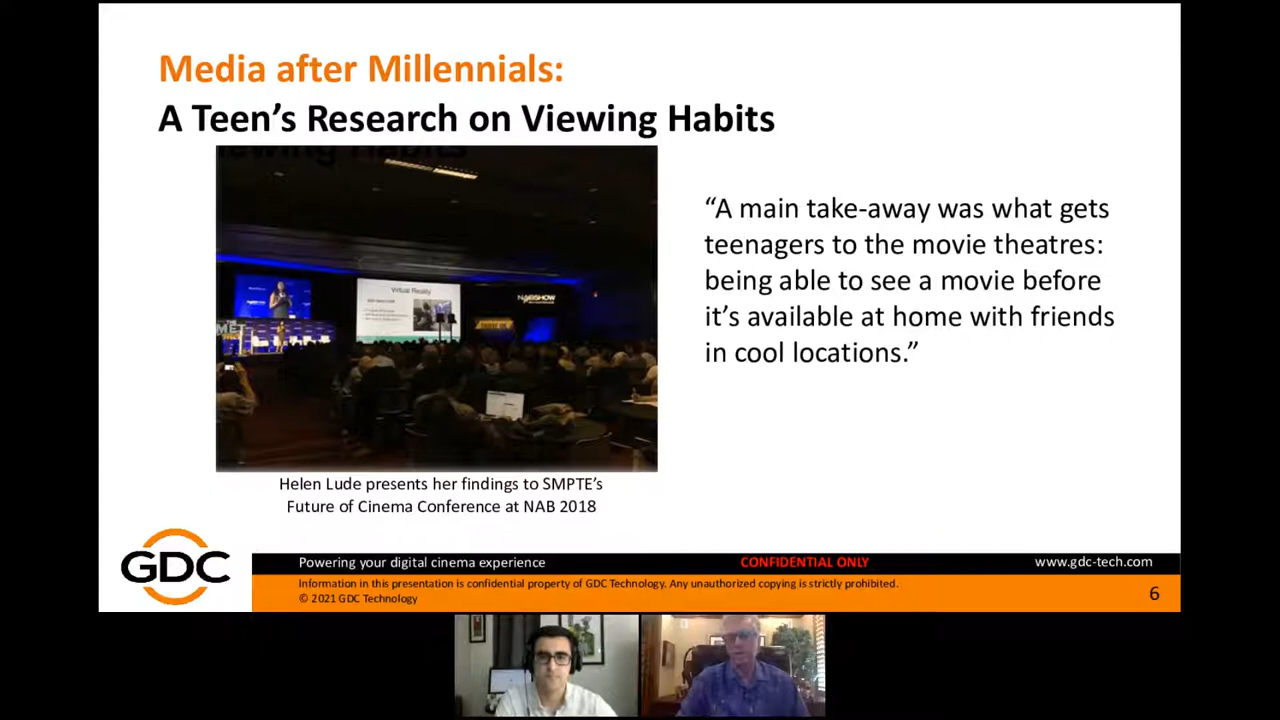 Media after Millennials:
A Teen's Research on Viewing Habits
Virtual Reality
NABSHOW
“A main take-away was what gets
teenagers to the movie theatres:
being able to see a movie before
it’s available at home with friends
in cool locations.”
Helen Lude presents her findings to SMPTE’s
Future of Cinema Conference at NAB 2018
GDC
Powering your digital cinema experience
CONFIDENTIAL ONLY
www.gdc-tech.com
Information in this presentation is confidential property of GDC Technology. Any unauthorized copying is strictly prohibited.
© 2021 GDC Technology
6